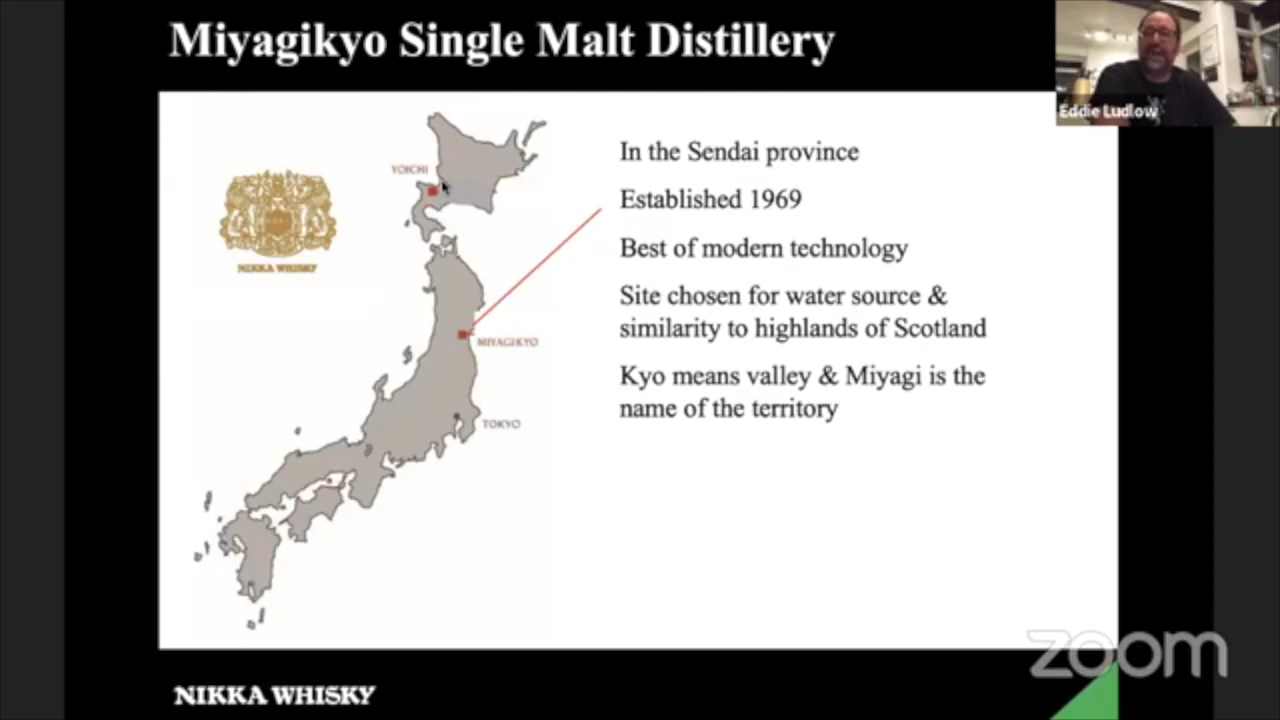 Miyagikyo Single Malt Distillery
Eddie Ludlow
In the Sendai province
YOICHI
Established 1969
Best of modern technology
NIKKA WHISKY
Site chosen for water source &
similarity to highlands of Scotland
MIYAGIKYO
Kyo means valley & Miyagi is the
name of the territory
TOKYO
zoom
NIKKA WHISKY